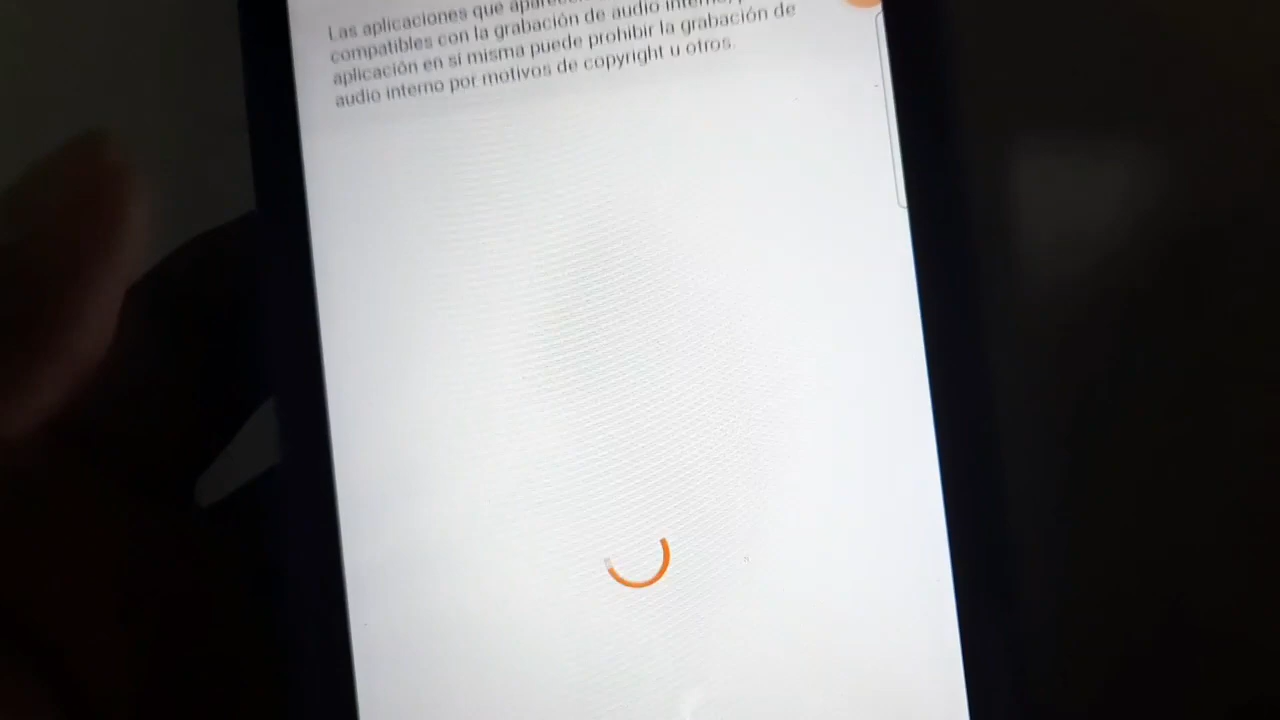 Las aplicaciones que
compatibles con la grabación de audio
aplicación en sí misma puede prohibir la grabación de
audio interno por motivos de copyright u otros.